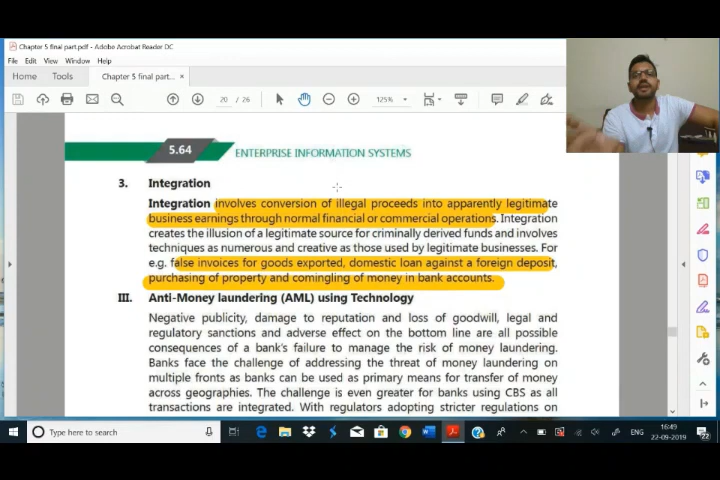 Chapter 5 final part.pdf - Adobe Acrobat Reader DC
File Edit View Window Help
Home Tools Chapter 5 final part... ×
20 / 26 125%
5.64 ENTERPRISE INFORMATION SYSTEMS
3. Integration
Integration involves conversion of illegal proceeds into apparently legitimate
business earnings through normal financial or commercial operations. Integration
creates the illusion of a legitimate source for criminally derived funds and involves
techniques as numerous and creative as those used by legitimate businesses. For
e.g. false invoices for goods exported, domestic loan against a foreign deposit,
purchasing of property and comingling of money in bank accounts.
III. Anti-Money laundering (AML) using Technology
Negative publicity, damage to reputation and loss of goodwill, legal and
regulatory sanctions and adverse effect on the bottom line are all possible
consequences of a bank's failure to manage the risk of money laundering.
Banks face the challenge of addressing the threat of money laundering on
multiple fronts as banks can be used as primary means for transfer of money
across geographies. The challenge is even greater for banks using CBS as all
transactions are integrated. With regulators adopting stricter regulations on
Type here to search
ENG
16:49
22-09-2019
22